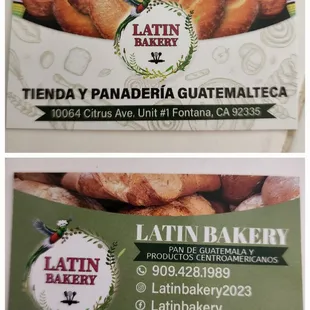 LATIN
BAKERY
TIENDA Y PANADERÍA GUATEMALTECA
10064 Citrus Ave. Unit #1 Fontana, CA 92335
LATIN BAKERY
PAN DE GUATEMALA Y
PRODUCTOS CENTROAMERICANOS
909.428.1989
Latinbakery2023
Latinbakery
LATIN
BAKERY